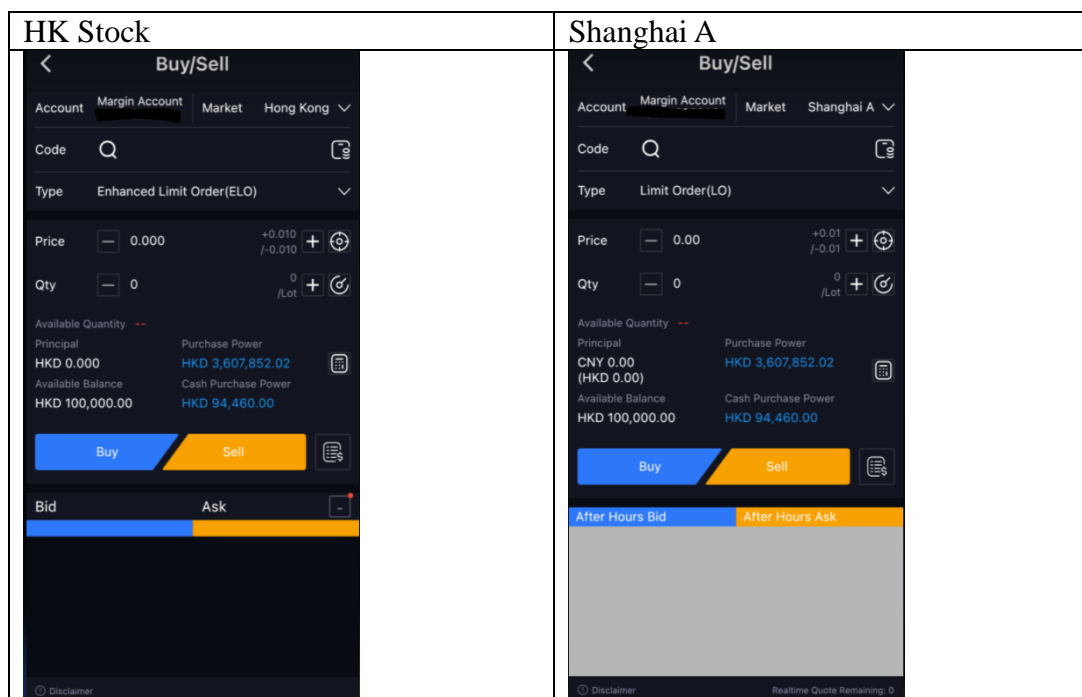 HK Stock
Buy/Sell
Account Margin Account Market Hong Kong
Code
Type Enhanced Limit Order(ELO)
Price 0.000 +0.010
/-0.010
Qty 0 0
/Lot
Available Quantity --
Principal Purchase Power
HKD 0.000 HKD 3,607,852.02
Available Balance Cash Purchase Power
HKD 100,000.00 HKD 94,460.00
Buy Sell
Bid Ask -
Disclaimer
Shanghai A
Buy/Sell
Account Margin Account Market Shanghai A
Code
Type Limit Order(LO)
Price 0.00 +0.01
/-0.01
Qty 0 0
/Lot
Available Quantity --
Principal Purchase Power
CNY 0.00 HKD 3,607,852.02
(HKD 0.00)
Available Balance Cash Purchase Power
HKD 100,000.00 HKD 94,460.00
Buy Sell
After Hours Bid After Hours Ask
Disclaimer Realtime Quote Remaining: 0